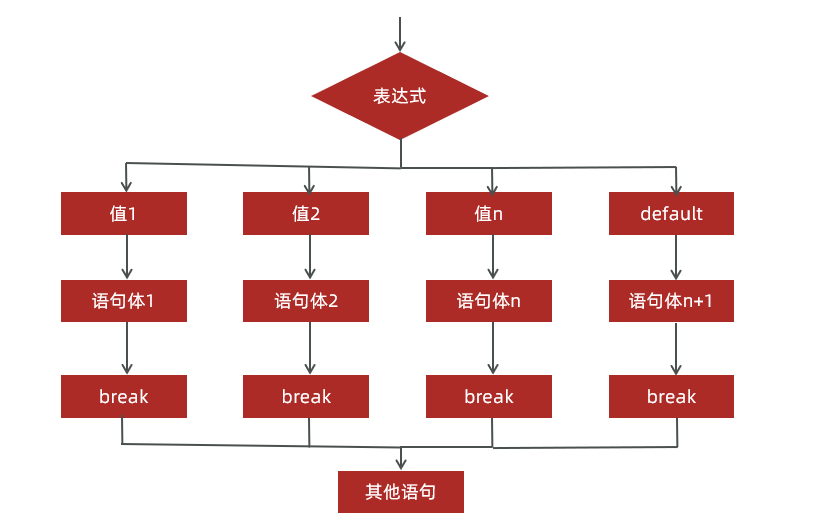 表达式
值1
值2
值n
default
语句体1
语句体2
语句体n
语句体n+1
break
break
break
break
其他语句